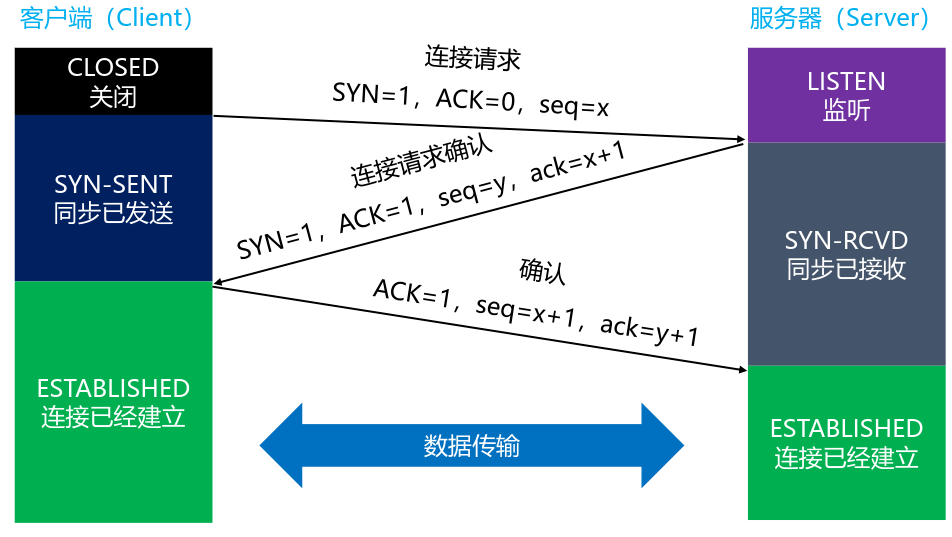 客户端（Client）
服务器（Server）
CLOSED
关闭
连接请求
SYN=1，ACK=0，seq=x
LISTEN
监听
SYN-SENT
同步已发送
连接请求确认
SYN=1，ACK=1，seq=y，ack=x+1
SYN-RCVD
同步已接收
确认
ACK=1，seq=x+1，ack=y+1
ESTABLISHED
连接已经建立
数据传输
ESTABLISHED
连接已经建立